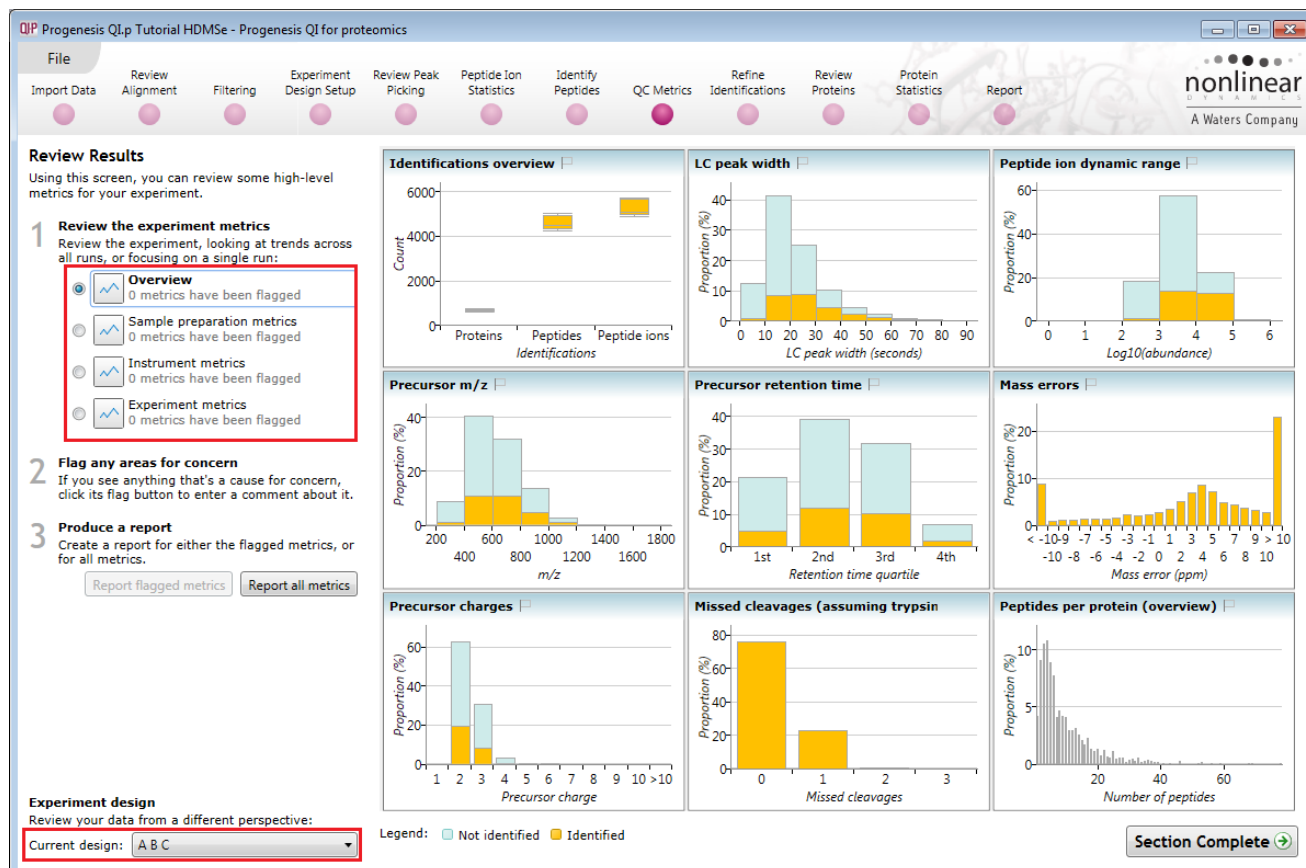 QIP Progenesis QI.p Tutorial HDMSe - Progenesis QI for proteomics
File
Import Data
Review Alignment
Filtering
Experiment Design Setup
Review Peak Picking
Peptide Ion Statistics
Identify Peptides
QC Metrics
Refine Identifications
Review Proteins
Protein Statistics
Report
nonlinear
DYNAMICS
A Waters Company
Review Results
Using this screen, you can review some high-level
metrics for your experiment.
1 Review the experiment metrics
Review the experiment, looking at trends across
all runs, or focusing on a single run:
Overview
0 metrics have been flagged
Sample preparation metrics
0 metrics have been flagged
Instrument metrics
0 metrics have been flagged
Experiment metrics
0 metrics have been flagged
2 Flag any areas for concern
If you see anything that's a cause for concern,
click its flag button to enter a comment about it.
3 Produce a report
Create a report for either the flagged metrics, or
for all metrics.
Report flagged metrics Report all metrics
Experiment design
Review your data from a different perspective:
Current design: A B C
Identifications overview
Count
6000
4000
2000
0
Proteins Peptides Peptide ions
Identifications
LC peak width
Proportion (%)
40
30
20
10
0
0 10 20 30 40 50 60 70 80 90
LC peak width (seconds)
Peptide ion dynamic range
Proportion (%)
60
40
20
0
0 1 2 3 4 5 6
Log10(abundance)
Precursor m/z
Proportion (%)
40
20
0
200 600 1000 1400 1800
400 800 1200 1600
m/z
Precursor retention time
Proportion (%)
40
30
20
10
0
1st 2nd 3rd 4th
Retention time quartile
Mass errors
Proportion (%)
20
10
0
< -10 -9 -7 -5 -3 -1 1 3 5 7 9 > 10
-10 -8 -6 -4 -2 0 2 4 6 8 10
Mass error (ppm)
Precursor charges
Proportion (%)
60
40
20
0
1 2 3 4 5 6 7 8 9 10 >10
Precursor charge
Missed cleavages (assuming trypsin
Proportion (%)
80
60
40
20
0
0 1 2 3
Missed cleavages
Peptides per protein (overview)
Proportion (%)
10
5
0
20 40 60
Number of peptides
Legend: Not identified Identified
Section Complete